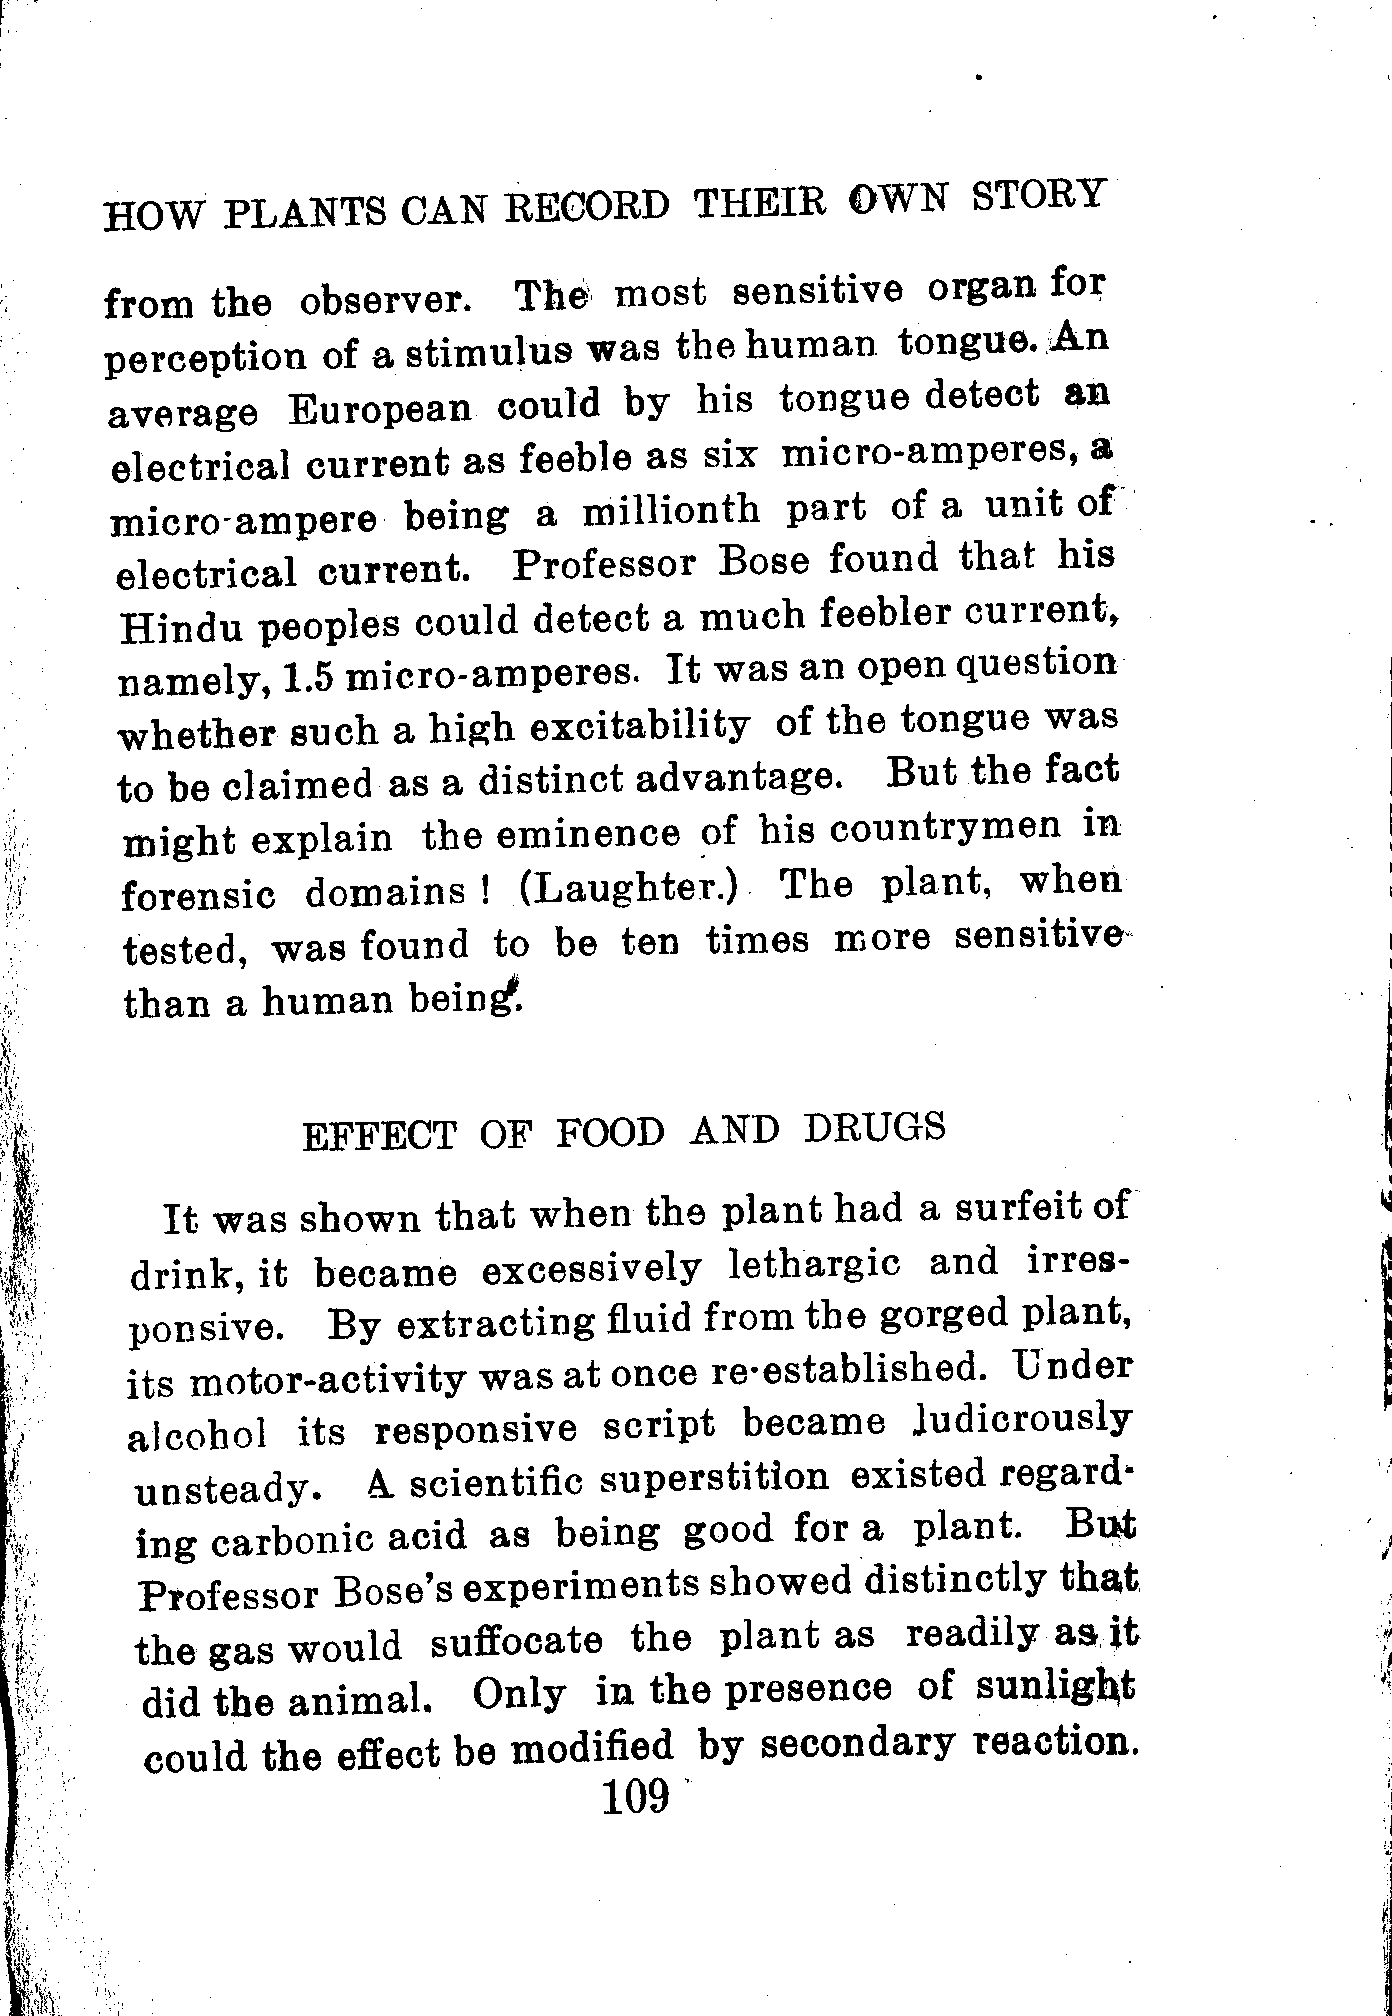 HOW PLANTS CAN RECORD THEIR OWN STORY
from the observer. The most sensitive organ for
perception of a stimulus was the human tongue. An
average European could by his tongue detect an
electrical current as feeble as six micro-amperes, a
micro-ampere being a millionth part of a unit of
electrical current. Professor Bose found that his
Hindu peoples could detect a much feebler current,
namely, 1.5 micro-amperes. It was an open question
whether such a high excitability of the tongue was
to be claimed as a distinct advantage. But the fact
might explain the eminence of his countrymen in
forensic domains ! (Laughter.) The plant, when
tested, was found to be ten times more sensitive
than a human being.
EFFECT OF FOOD AND DRUGS
It was shown that when the plant had a surfeit of
drink, it became excessively lethargic and irres-
ponsive. By extracting fluid from the gorged plant,
its motor-activity was at once re-established. Under
alcohol its responsive script became ludicrously
unsteady. A scientific superstition existed regard-
ing carbonic acid as being good for a plant. But
Professor Bose's experiments showed distinctly that
the gas would suffocate the plant as readily as it
did the animal. Only in the presence of sunlight
could the effect be modified by secondary reaction.
109